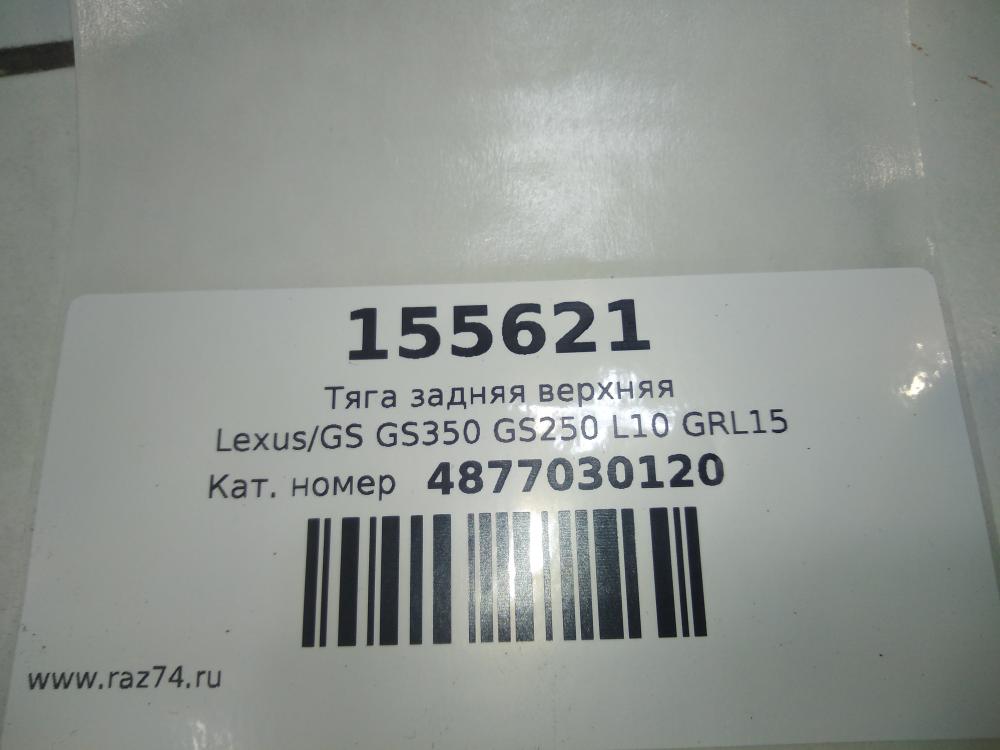 155621
Тяга задняя верхняя
Lexus/GS GS350 GS250 L10 GRL15
Кат. номер 4877030120
www.raz74.ru